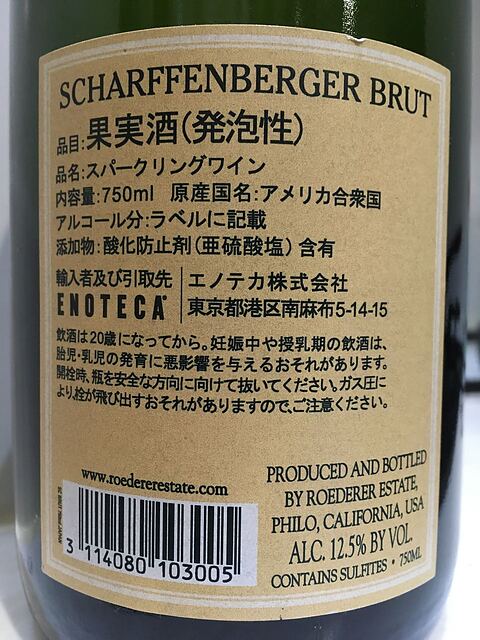 SCHARFFENBERGER BRUT
品目:果実酒(発泡性)
品名:スパークリングワイン
内容量:750ml 原産国名:アメリカ合衆国
アルコール分:ラベルに記載
添加物:酸化防止剤(亜硫酸塩)含有
輸入者及び引取先 エノテカ株式会社
ENOTECA 東京都港区南麻布5-14-15
飲酒は20歳になってから。妊娠中や授乳期の飲酒は、
胎児・乳児の発育に悪影響を与えるおそれがあります。
開栓時、瓶を安全な方向に向けて抜いてください。ガス圧に
より、栓が飛び出すおそれがありますので、ご注意ください。
www.roedererestate.com
3 114080 103005
PRODUCED AND BOTTLED
BY ROEDERER ESTATE,
PHILO, CALIFORNIA, USA
ALC. 12.5% BY VOL.
CONTAINS SULFITES • 750ML